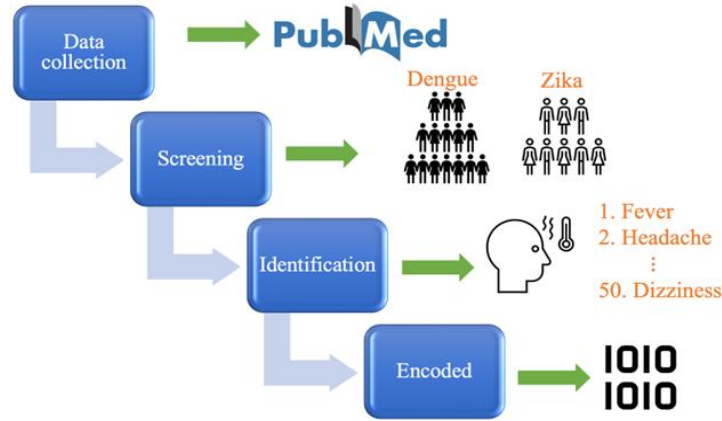 Data
collection
PubMed
Dengue
Zika
Screening
Identification
1. Fever
2. Headache
⋮
50. Dizziness
Encoded
1010
1010